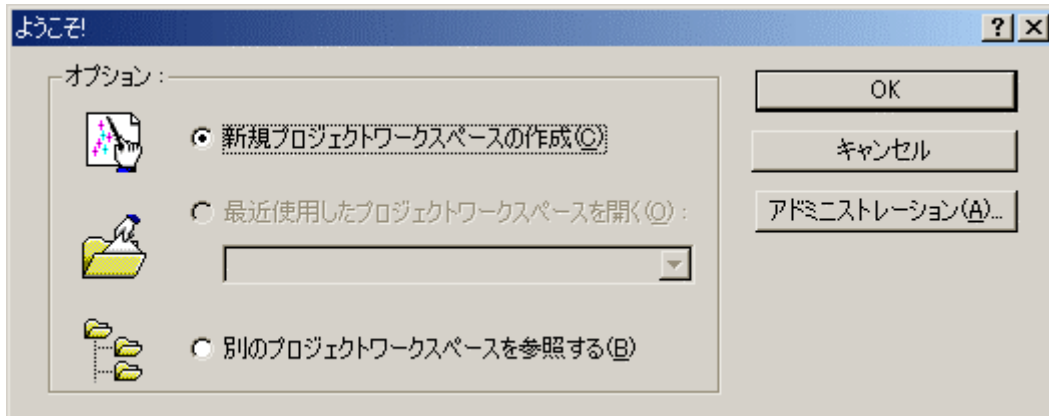 ようこそ!
オプション :
新規プロジェクトワークスペースの作成(C)
最近使用したプロジェクトワークスペースを開く(O) :
別のプロジェクトワークスペースを参照する(B)
OK
キャンセル
アドミニストレーション(A)...